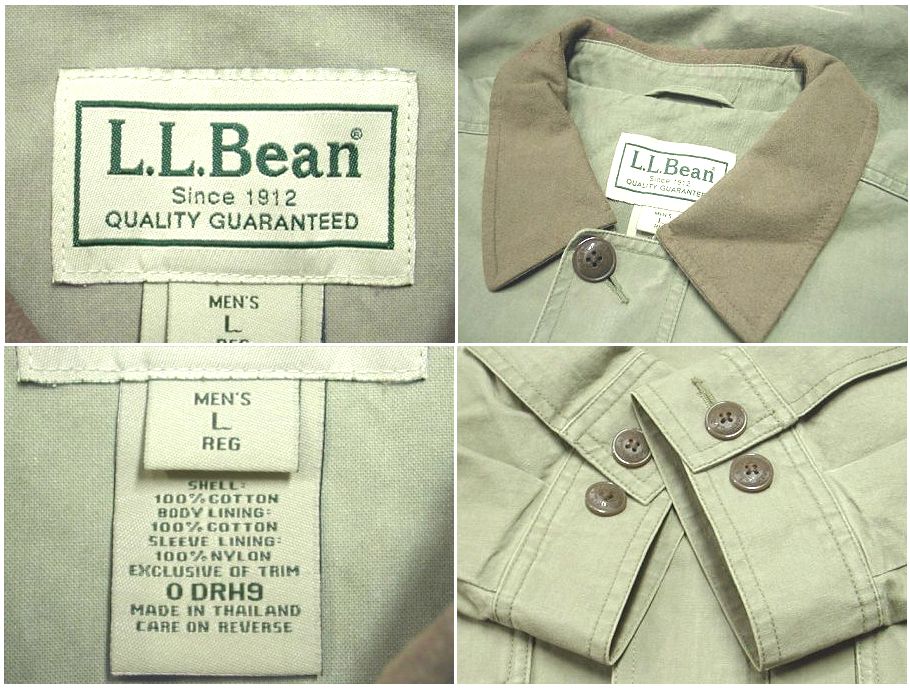 L.L.Bean®
Since 1912
QUALITY GUARANTEED
MEN'S
L
REG
L.L.Bean
Since 1912
QUALITY GUARANTEE
MEN'S
L
MEN'S
L
REG
SHELL:
100% COTTON
BODY LINING:
100% COTTON
SLEEVE LINING:
100% NYLON
EXCLUSIVE OF TRIM
0 DRH9
MADE IN THAILAND
CARE ON REVERSE